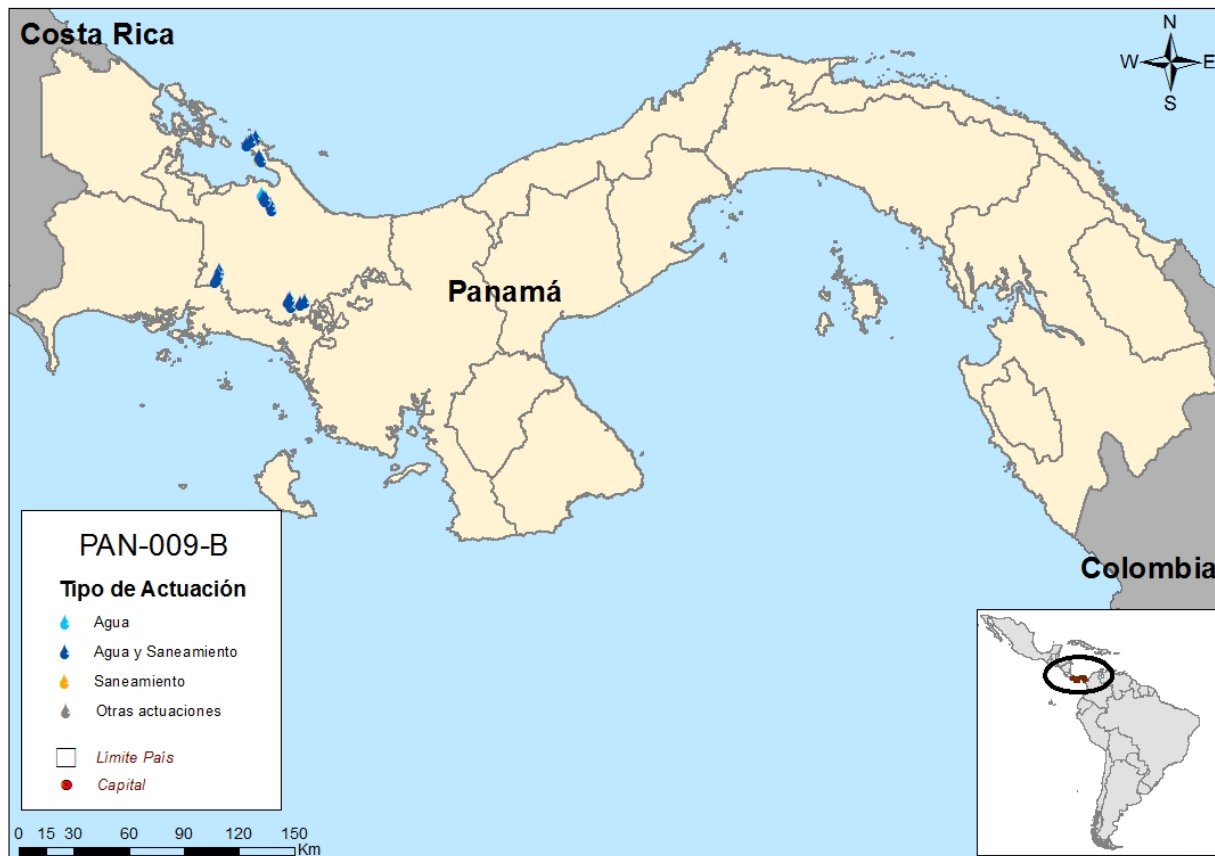 Costa Rica
N
W E
S
Panamá
Colombia
PAN-009-B
Tipo de Actuación
Agua
Agua y Saneamiento
Saneamiento
Otras actuaciones
Límite País
Capital
0 15 30 60 90 120 150
Km